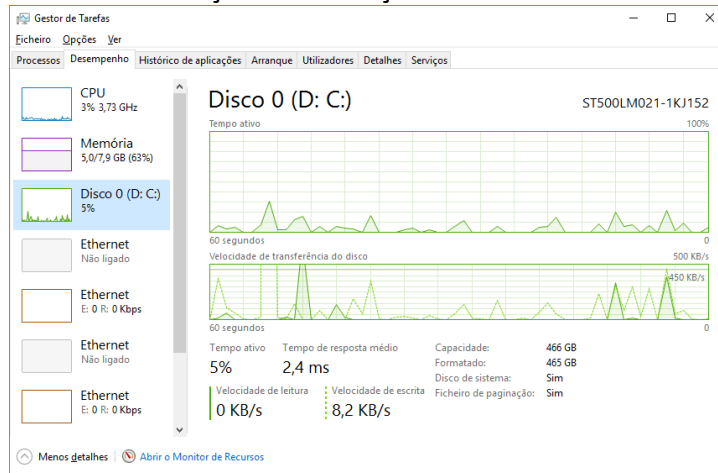 Gestor de Tarefas
Ficheiro Opções Ver
Processos Desempenho Histórico de aplicações Arranque Utilizadores Detalhes Serviços
CPU
3% 3,73 GHz
Memória
5,0/7,9 GB (63%)
Disco 0 (D: C:)
5%
Ethernet
Não ligado
Ethernet
E: 0 R: 0 Kbps
Ethernet
Não ligado
Ethernet
E: 0 R: 0 Kbps
Disco 0 (D: C:) ST500LM021-1KJ152
Tempo ativo 100%
60 segundos 0
Velocidade de transferência do disco 500 KB/s
450 KB/s
60 segundos 0
Tempo ativo Tempo de resposta médio
5% 2,4 ms
Velocidade de leitura Velocidade de escrita
0 KB/s 8,2 KB/s
Capacidade: 466 GB
Formatado: 465 GB
Disco de sistema: Sim
Ficheiro de paginação: Sim
Menos detalhes Abrir o Monitor de Recursos